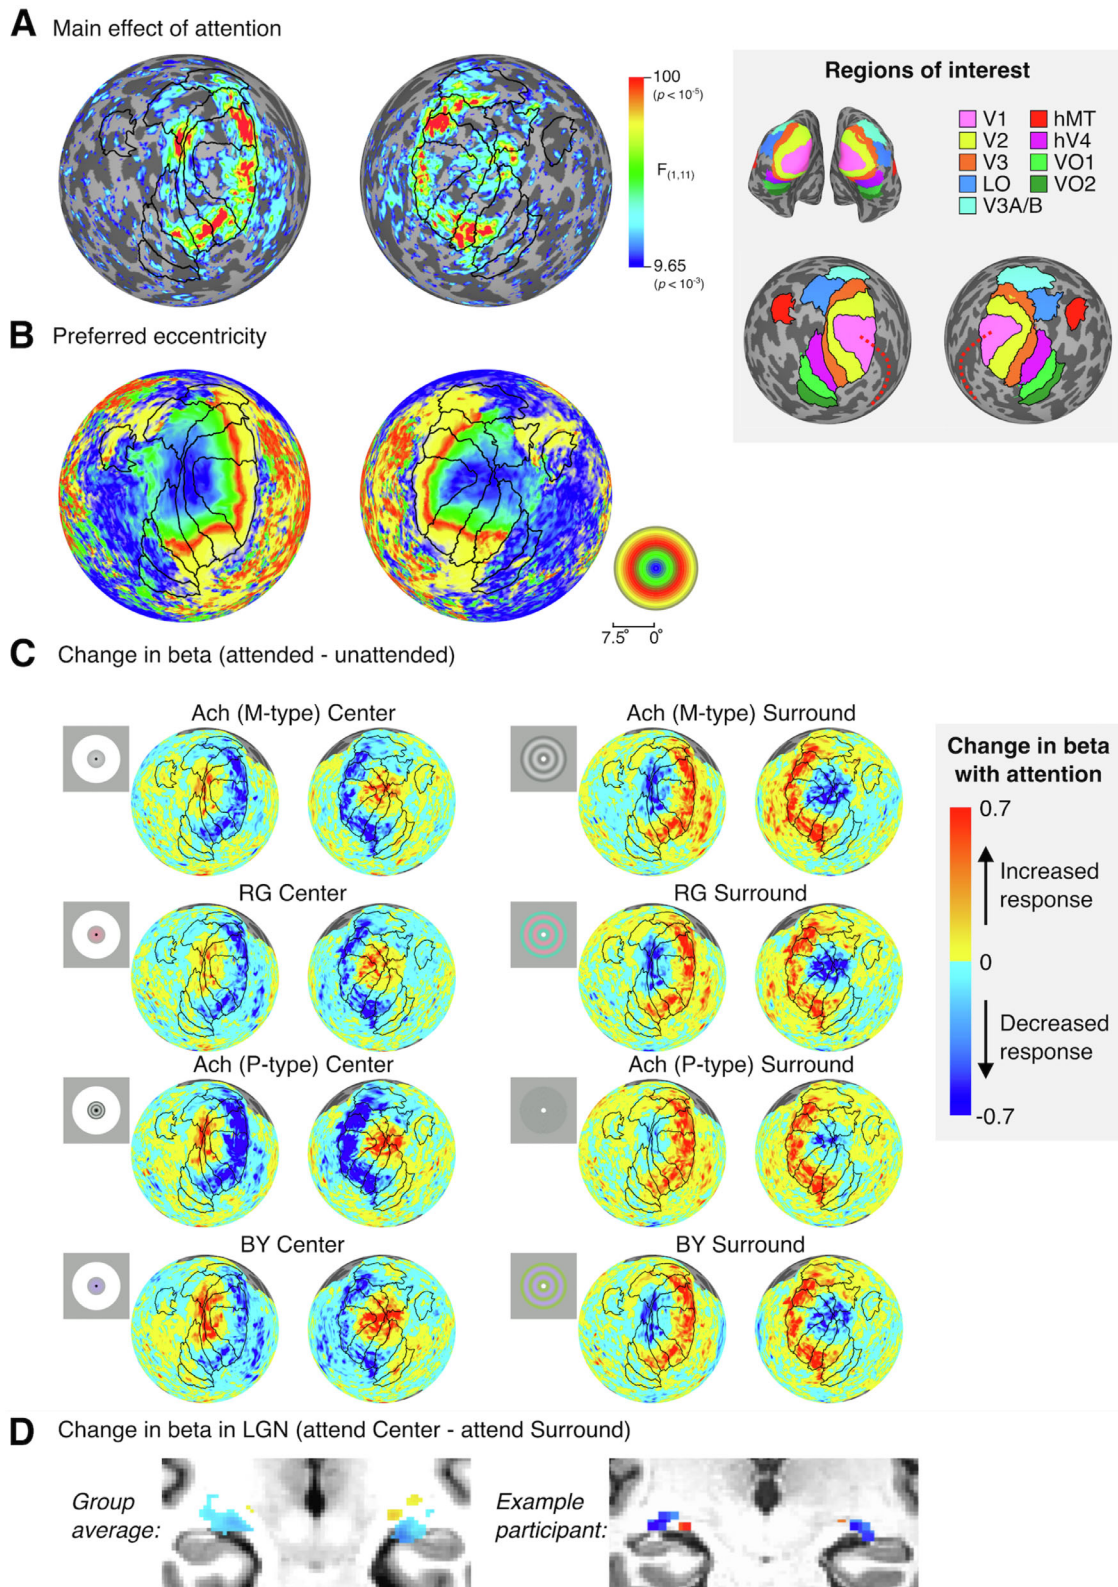 A Main effect of attention
100
(p < 10-5)
F(1,11)
9.65
(p < 10-3)
Regions of interest
V1 hMT
V2 hV4
V3 VO1
LO VO2
V3A/B
B Preferred eccentricity
7.5° 0°
C Change in beta (attended - unattended)
Ach (M-type) Center
Ach (M-type) Surround
RG Center
RG Surround
Ach (P-type) Center
Ach (P-type) Surround
BY Center
BY Surround
Change in beta
with attention
0.7
Increased
response
0
Decreased
response
-0.7
D Change in beta in LGN (attend Center - attend Surround)
Group
average:
Example
participant: